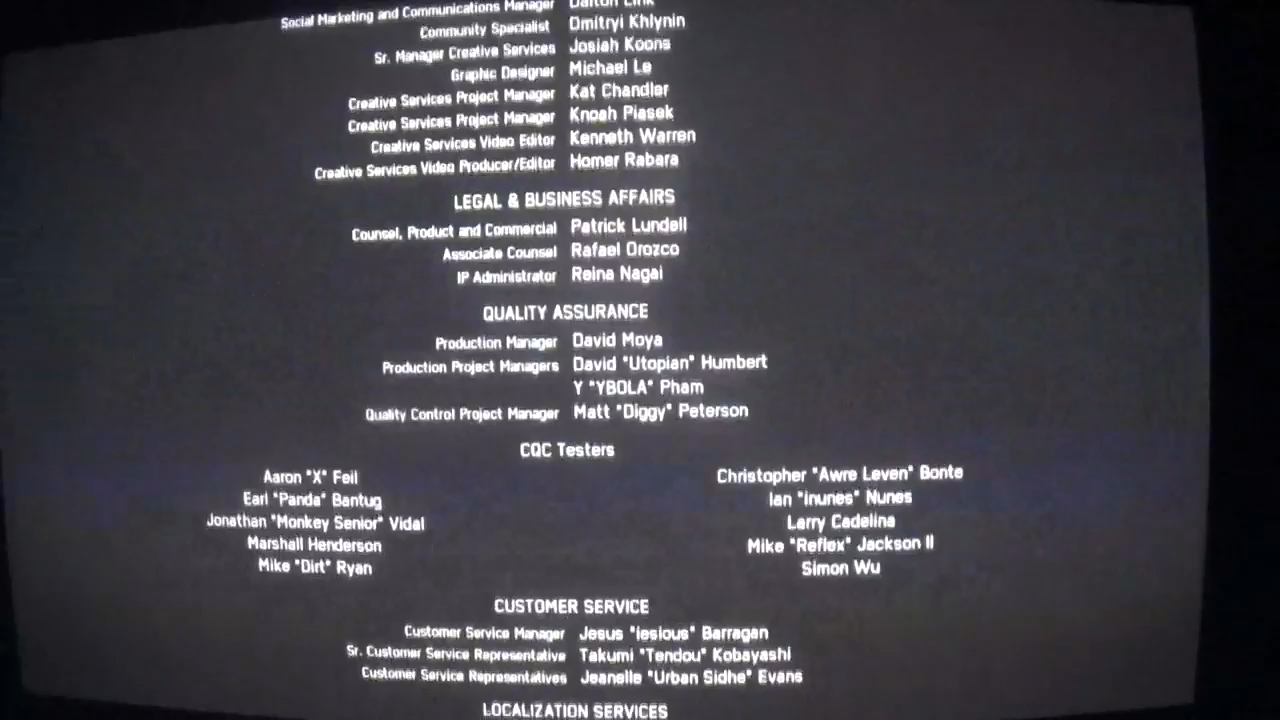 Social Marketing and Communications Manager Dalton Link
Community Specialist Dmitryi Khlynin
Sr. Manager Creative Services Josiah Koons
Graphic Designer Michael Le
Creative Services Project Manager Kat Chandler
Creative Services Project Manager Knoah Piasek
Creative Services Video Editor Kenneth Warren
Creative Services Video Producer/Editor Homer Rabara
LEGAL & BUSINESS AFFAIRS
Counsel, Product and Commercial Patrick Lundell
Associate Counsel Rafael Orozco
IP Administrator Reina Nagai
QUALITY ASSURANCE
Production Manager David Moya
Production Project Managers David "Utopian" Humbert
Y "YBOLA" Pham
Quality Control Project Manager Matt "Diggy" Peterson
CQC Testers
Aaron "X" Feil Christopher "Awre Leven" Bonte
Earl "Panda" Bantug Ian "Inunes" Nunes
Jonathan "Monkey Senior" Vidal Larry Cadelina
Marshall Henderson Mike "Reflex" Jackson II
Mike "Dirt" Ryan Simon Wu
CUSTOMER SERVICE
Customer Service Manager Jesus "iesious" Barragan
Sr. Customer Service Representative Takumi "Tendou" Kobayashi
Customer Service Representatives Jeanelle "Urban Sidhe" Evans
LOCALIZATION SERVICES